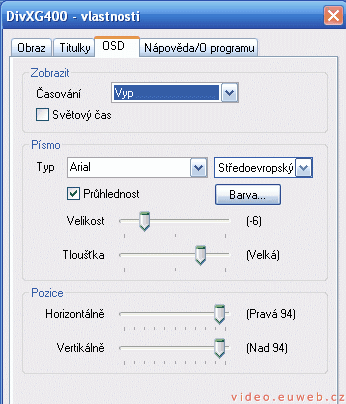 DivXG400 - vlastnosti
Obraz Titulky OSD Nápověda/O programu
Zobrazit
Časování Vyp
Světový čas
Písmo
Typ Arial Středoevropský
Průhlednost Barva...
Velikost (-6)
Tloušťka (Velká)
Pozice
Horizontálně (Pravá 94)
Vertikálně (Nad 94)
video.euweb.cz